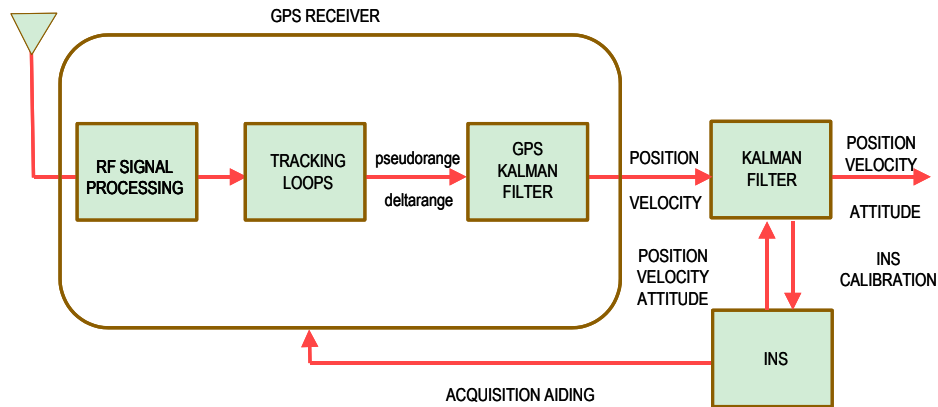 GPS RECEIVER
RF SIGNAL
PROCESSING
TRACKING
LOOPS
pseudorange
deltarange
GPS
KALMAN
FILTER
POSITION
VELOCITY
KALMAN
FILTER
POSITION
VELOCITY
ATTITUDE
POSITION
VELOCITY
ATTITUDE
INS
CALIBRATION
INS
ACQUISITION AIDING